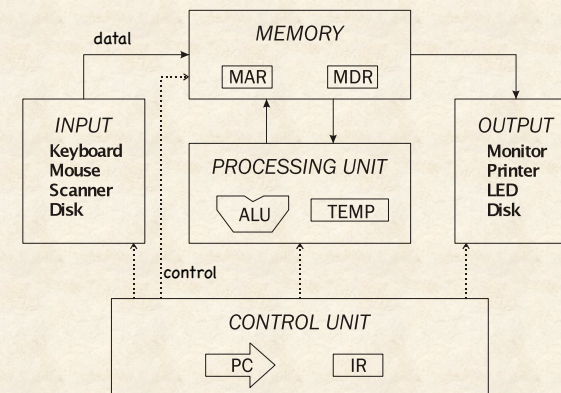 datal
MEMORY
MAR
MDR
INPUT
Keyboard
Mouse
Scanner
Disk
PROCESSING UNIT
ALU
TEMP
OUTPUT
Monitor
Printer
LED
Disk
control
CONTROL UNIT
PC
IR